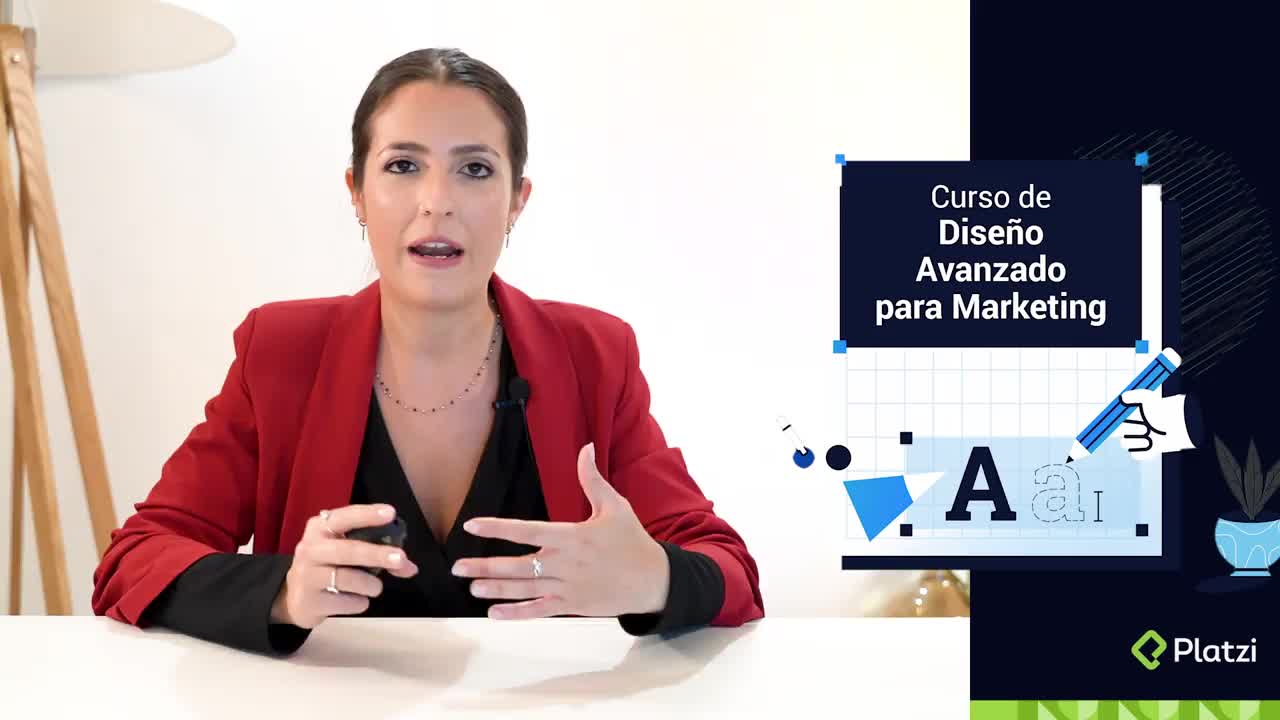 Curso de
Diseño
Avanzado
para Marketing
A a
Platzi